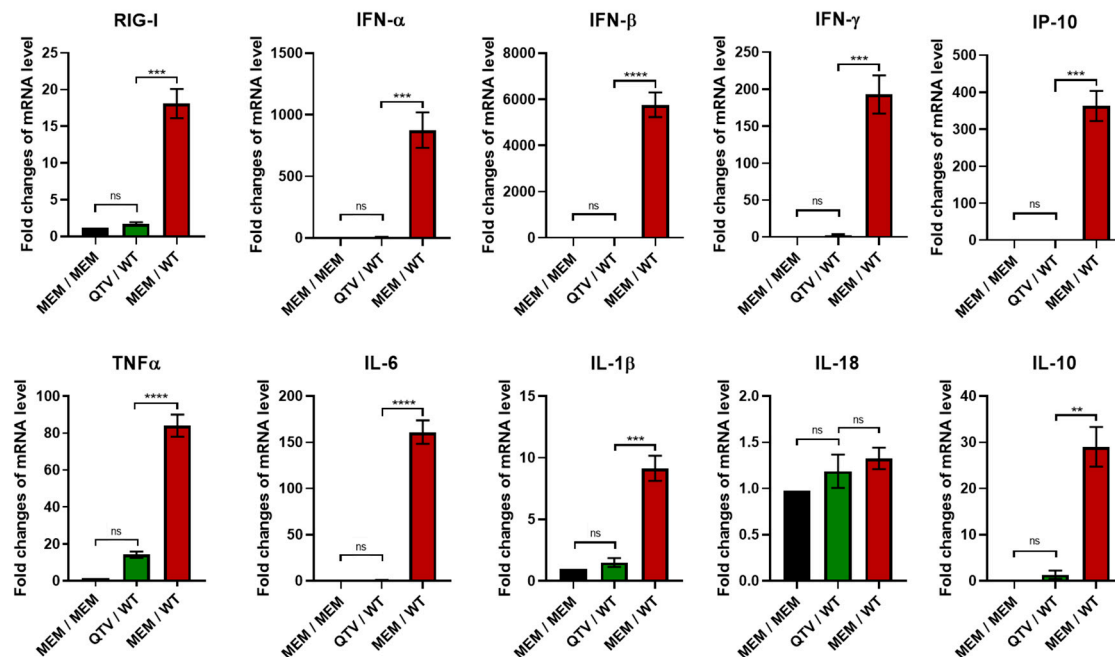 RIG-I
Fold changes of mRNA level
25
20
15
10
5
0
ns
***
MEM / MEM
QTV / WT
MEM / WT
IFN-α
Fold changes of mRNA level
1500
1000
500
0
ns
***
MEM / MEM
QTV / WT
MEM / WT
IFN-β
Fold changes of mRNA level
8000
6000
4000
2000
0
ns
****
MEM / MEM
QTV / WT
MEM / WT
IFN-γ
Fold changes of mRNA level
250
200
150
100
50
0
ns
***
MEM / MEM
QTV / WT
MEM / WT
IP-10
Fold changes of mRNA level
500
400
300
200
100
0
ns
***
MEM / MEM
QTV / WT
MEM / WT
TNFα
Fold changes of mRNA level
100
80
60
40
20
0
ns
****
MEM / MEM
QTV / WT
MEM / WT
IL-6
Fold changes of mRNA level
200
150
100
50
0
ns
****
MEM / MEM
QTV / WT
MEM / WT
IL-1β
Fold changes of mRNA level
15
10
5
0
ns
***
MEM / MEM
QTV / WT
MEM / WT
IL-18
Fold changes of mRNA level
2.0
1.5
1.0
0.5
0.0
ns
ns
MEM / MEM
QTV / WT
MEM / WT
IL-10
Fold changes of mRNA level
40
30
20
10
0
ns
**
MEM / MEM
QTV / WT
MEM / WT